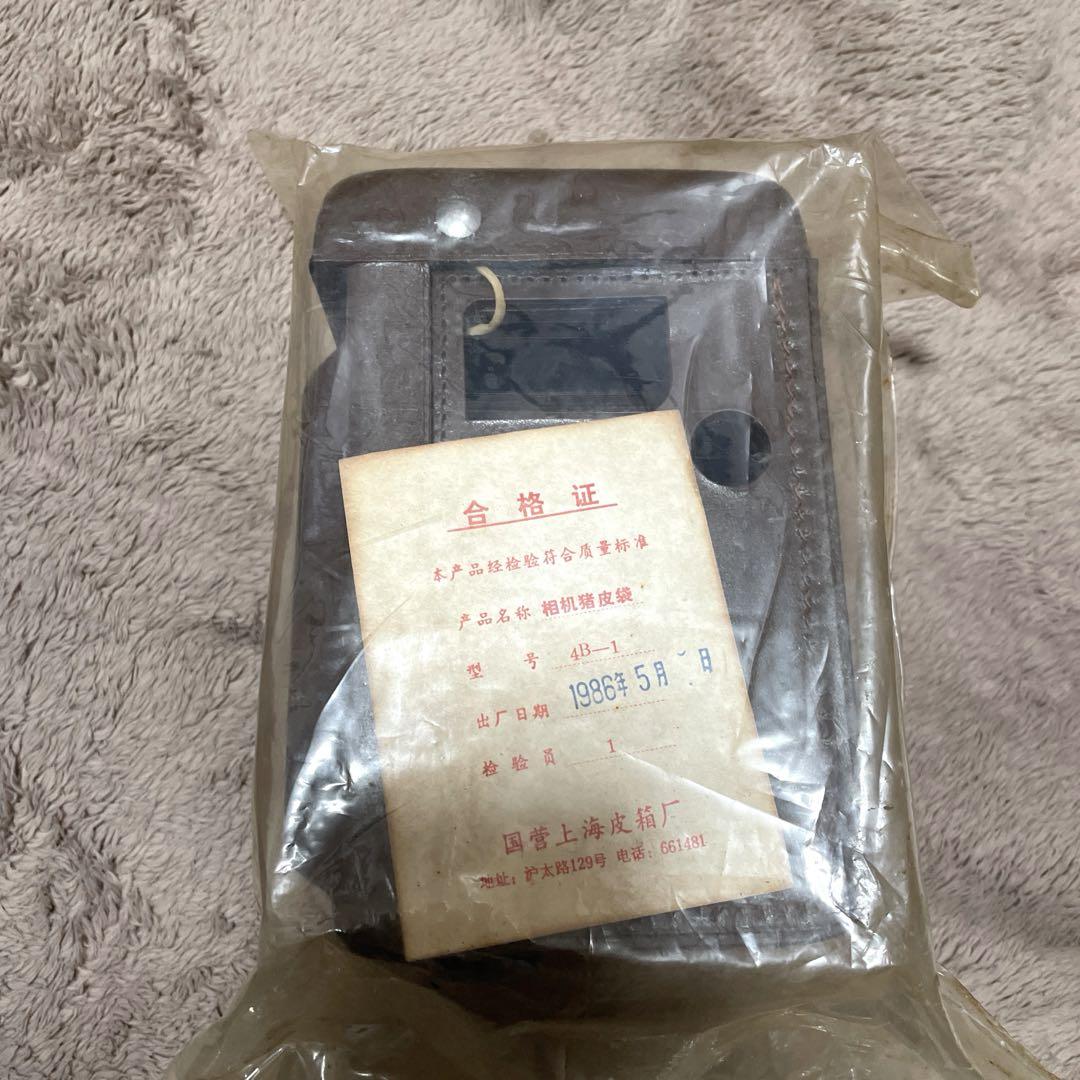 合格证
本产品经检验符合质量标准
产品名称 相机猪皮袋
型 号 4B—1
出厂日期 1986年5月 日
检验员 1
国营上海皮箱厂
地址：沪太路129号 电话：661481